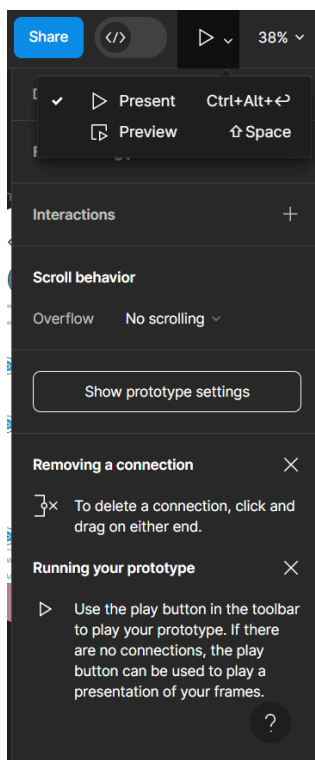 Share </> 38%
✓ Present Ctrl+Alt+↵
Preview ⇧Space
Interactions +
Scroll behavior
Overflow No scrolling
Show prototype settings
Removing a connection
To delete a connection, click and
drag on either end.
Running your prototype
Use the play button in the toolbar
to play your prototype. If there
are no connections, the play
button can be used to play a
presentation of your frames.
?